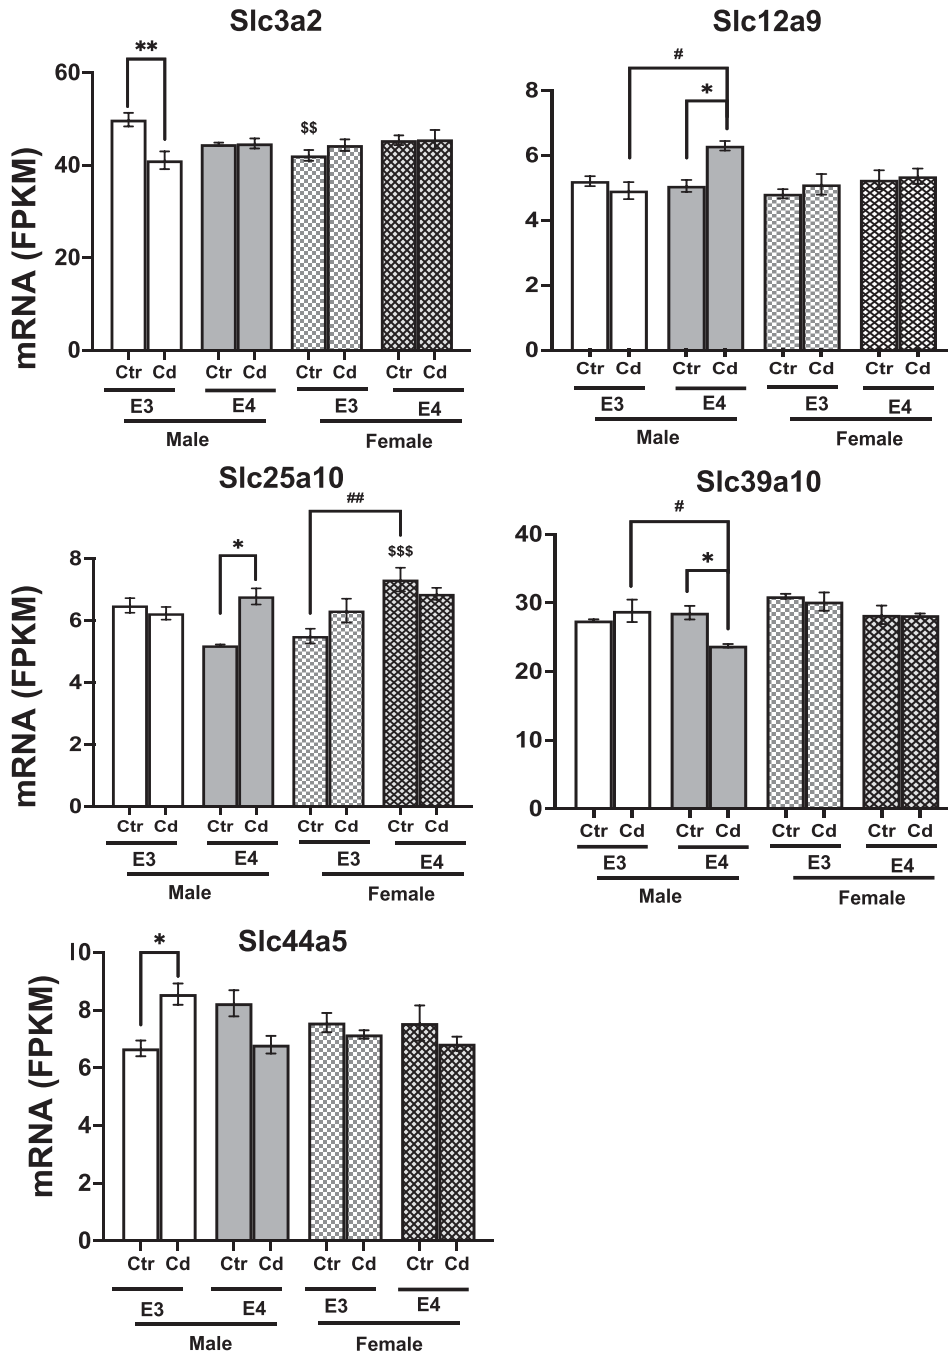 Slc3a2
mRNA (FPKM)
60
40
20
0
**
$$
Ctr Cd Ctr Cd Ctr Cd Ctr Cd
E3 E4 E3 E4
Male Female
Slc12a9
8
6
4
2
0
#
*
Ctr Cd Ctr Cd Ctr Cd Ctr Cd
E3 E4 E3 E4
Male Female
Slc25a10
mRNA (FPKM)
8
6
4
2
0
*
##
$$$
Ctr Cd Ctr Cd Ctr Cd Ctr Cd
E3 E4 E3 E4
Male Female
Slc39a10
40
30
20
10
0
#
*
Ctr Cd Ctr Cd Ctr Cd Ctr Cd
E3 E4 E3 E4
Male Female
Slc44a5
mRNA (FPKM)
10
8
6
4
2
0
*
Ctr Cd Ctr Cd Ctr Cd Ctr Cd
E3 E4 E3 E4
Male Female